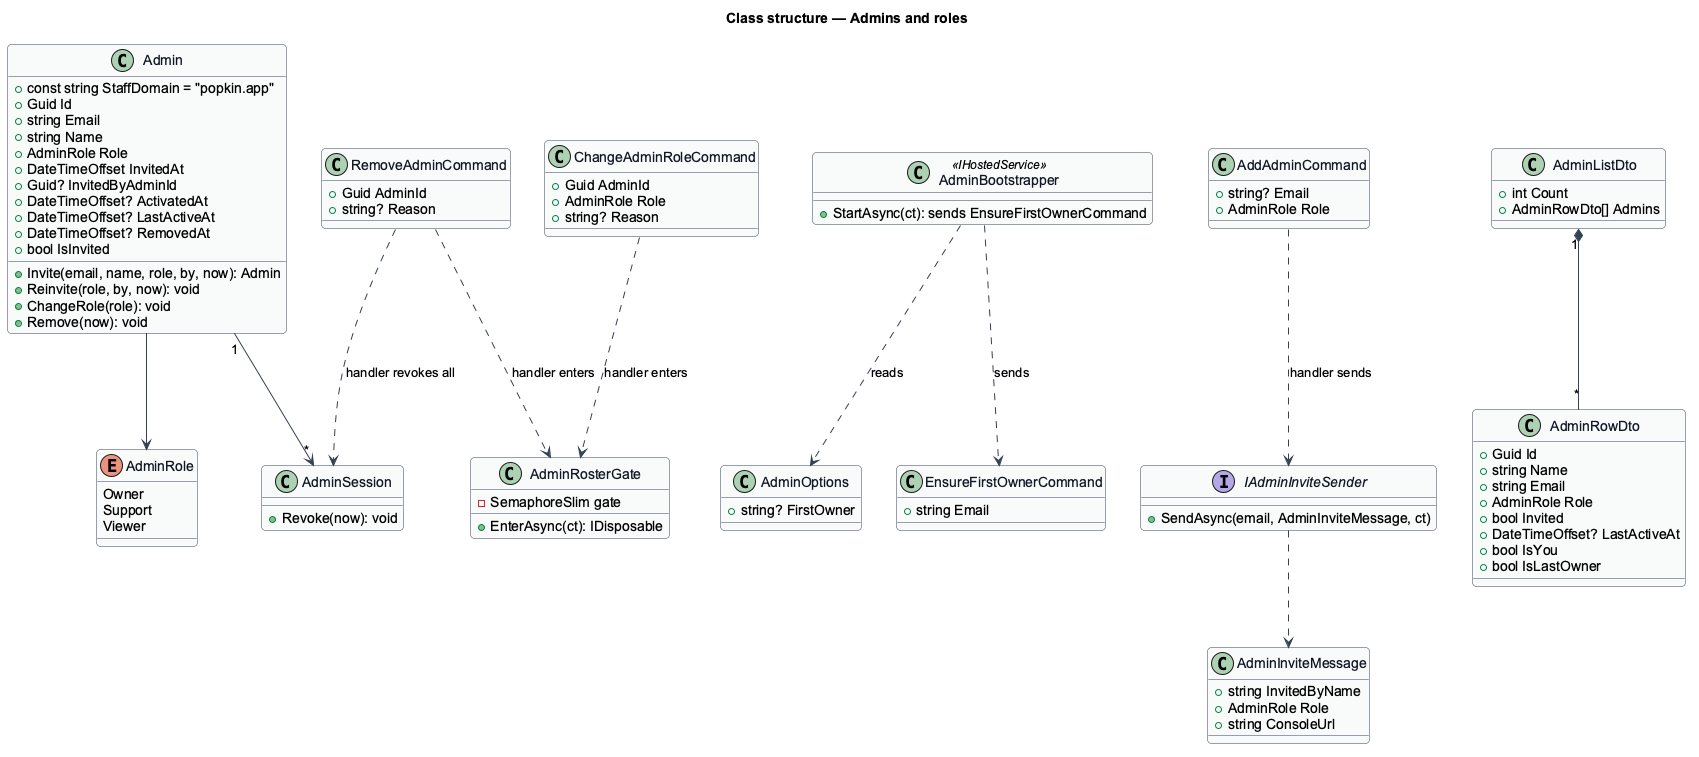 Class structure — Admins and roles
C Admin
const string StaffDomain = "popkin.app"
Guid Id
string Email
string Name
AdminRole Role
DateTimeOffset InvitedAt
Guid? InvitedByAdminId
DateTimeOffset? ActivatedAt
DateTimeOffset? LastActiveAt
DateTimeOffset? RemovedAt
bool IsInvited
Invite(email, name, role, by, now): Admin
Reinvite(role, by, now): void
ChangeRole(role): void
Remove(now): void
C RemoveAdminCommand
Guid AdminId
string? Reason
C ChangeAdminRoleCommand
Guid AdminId
AdminRole Role
string? Reason
C «IHostedService»
AdminBootstrapper
StartAsync(ct): sends EnsureFirstOwnerCommand
C AddAdminCommand
string? Email
AdminRole Role
C AdminListDto
int Count
AdminRowDto[] Admins
1
1
handler revokes all
handler enters
handler enters
reads
sends
handler sends
*
*
E AdminRole
Owner
Support
Viewer
C AdminSession
Revoke(now): void
C AdminRosterGate
SemaphoreSlim gate
EnterAsync(ct): IDisposable
C AdminOptions
string? FirstOwner
C EnsureFirstOwnerCommand
string Email
I IAdminInviteSender
SendAsync(email, AdminInviteMessage, ct)
C AdminRowDto
Guid Id
string Name
string Email
AdminRole Role
bool Invited
DateTimeOffset? LastActiveAt
bool IsYou
bool IsLastOwner
C AdminInviteMessage
string InvitedByName
AdminRole Role
string ConsoleUrl